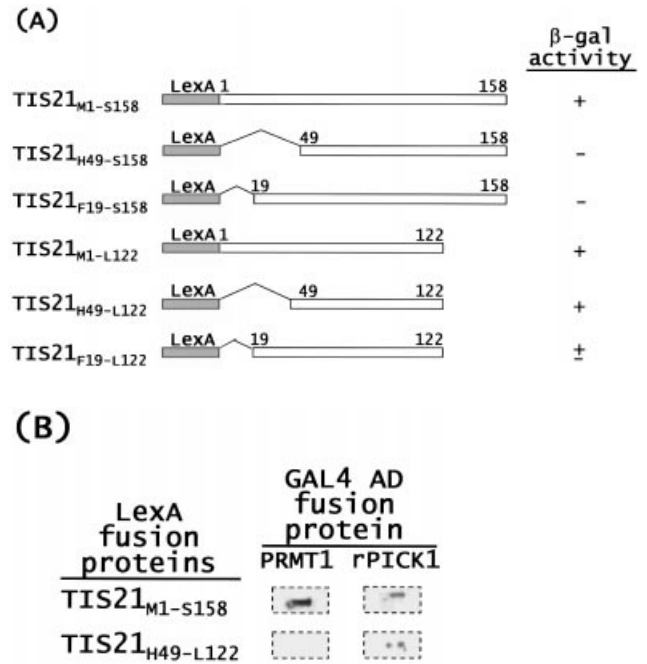 (A)
β-gal
activity
TIS21M1-S158 LexA 1 158 +
TIS21H49-S158 LexA 49 158 -
TIS21F19-S158 LexA 19 158 -
TIS21M1-L122 LexA 1 122 +
TIS21H49-L122 LexA 49 122 +
TIS21F19-L122 LexA 19 122 ±
(B)
GAL4 AD
fusion
protein
LexA
fusion
proteins
PRMT1 rPICK1
TIS21M1-S158
TIS21H49-L122